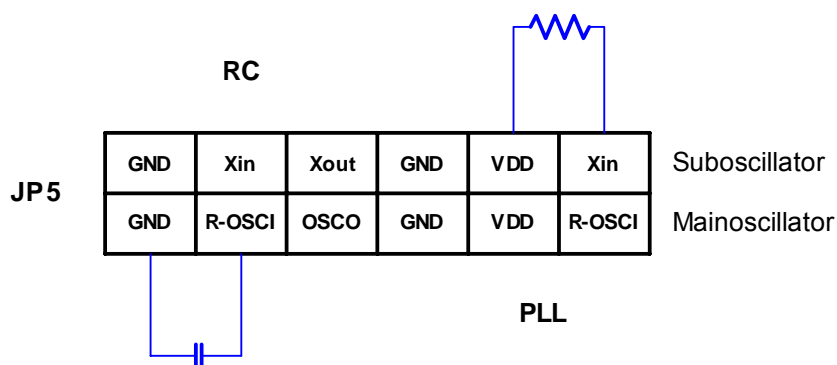 RC
GND Xin Xout GND VDD Xin Suboscillator
JP5
GND R-OSCI OSCO GND VDD R-OSCI Mainoscillator
PLL